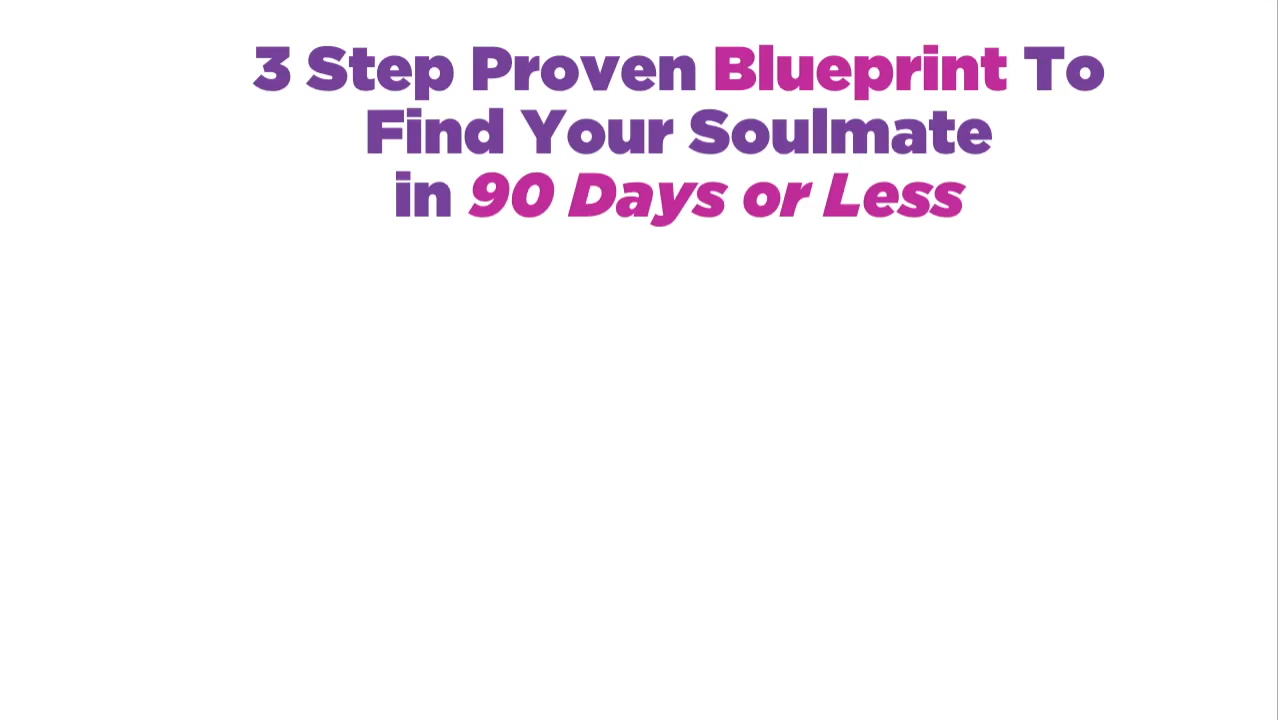 3 Step Proven Blueprint To
Find Your Soulmate
in 90 Days or Less